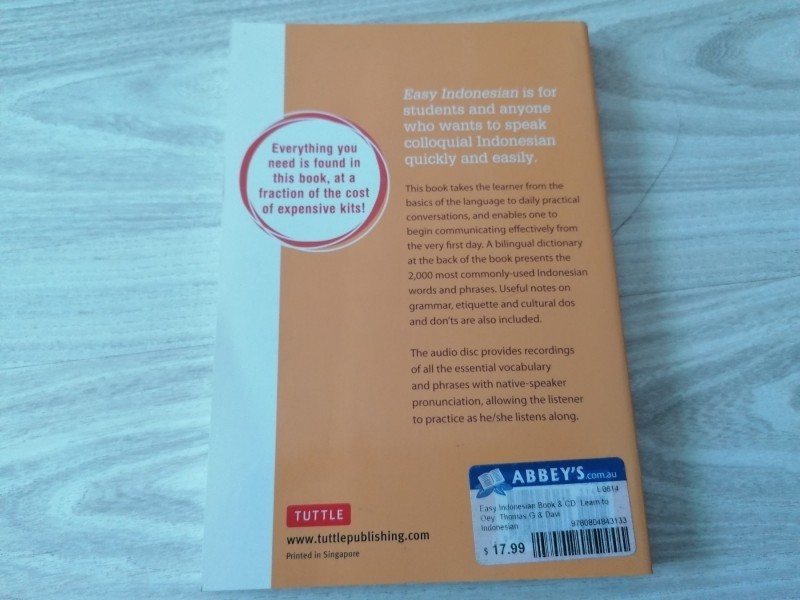 Easy Indonesian is for
students and anyone
who wants to speak
colloquial Indonesian
quickly and easily.
Everything you
need is found in
this book, at a
fraction of the cost
of expensive kits!
This book takes the learner from the
basics of the language to daily practical
conversations, and enables one to
begin communicating effectively from
the very first day. A bilingual dictionary
at the back of the book presents the
2,000 most commonly-used Indonesian
words and phrases. Useful notes on
grammar, etiquette and cultural dos
and don'ts are also included.
The audio disc provides recordings
of all the essential vocabulary
and phrases with native-speaker
pronunciation, allowing the listener
to practice as he/she listens along.
TUTTLE
www.tuttlepublishing.com
Printed in Singapore
ABBEY'S.com.au
Easy Indonesian Book & CD: Learn to
Oey, Thomas G & Davi
Indonesian 9780804843133
$ 17.99